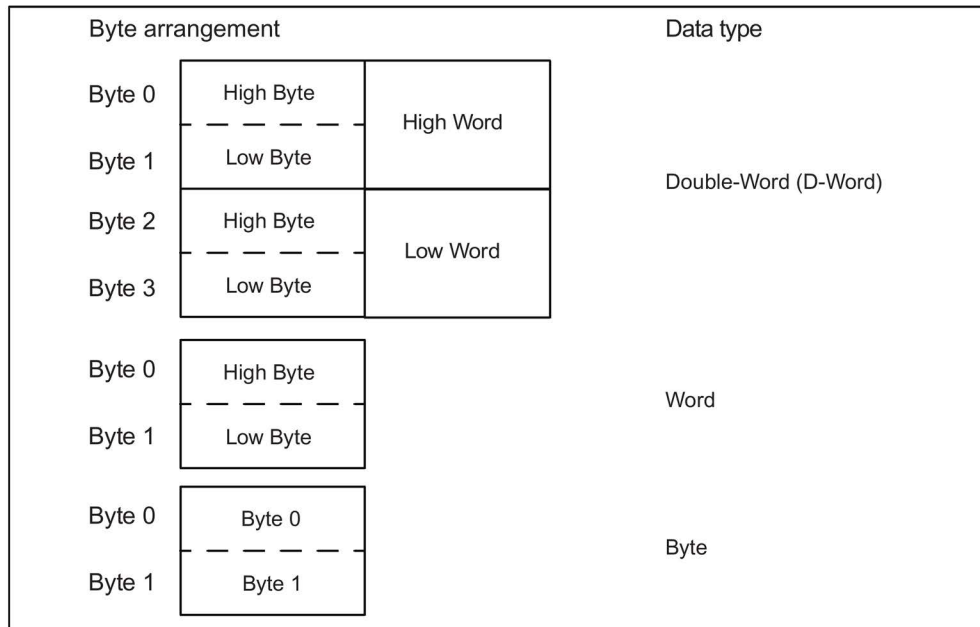 Byte arrangement Data type
Byte 0 High Byte
High Word
Byte 1 Low Byte
Double-Word (D-Word)
Byte 2 High Byte
Low Word
Byte 3 Low Byte
Byte 0 High Byte
Word
Byte 1 Low Byte
Byte 0 Byte 0
Byte
Byte 1 Byte 1